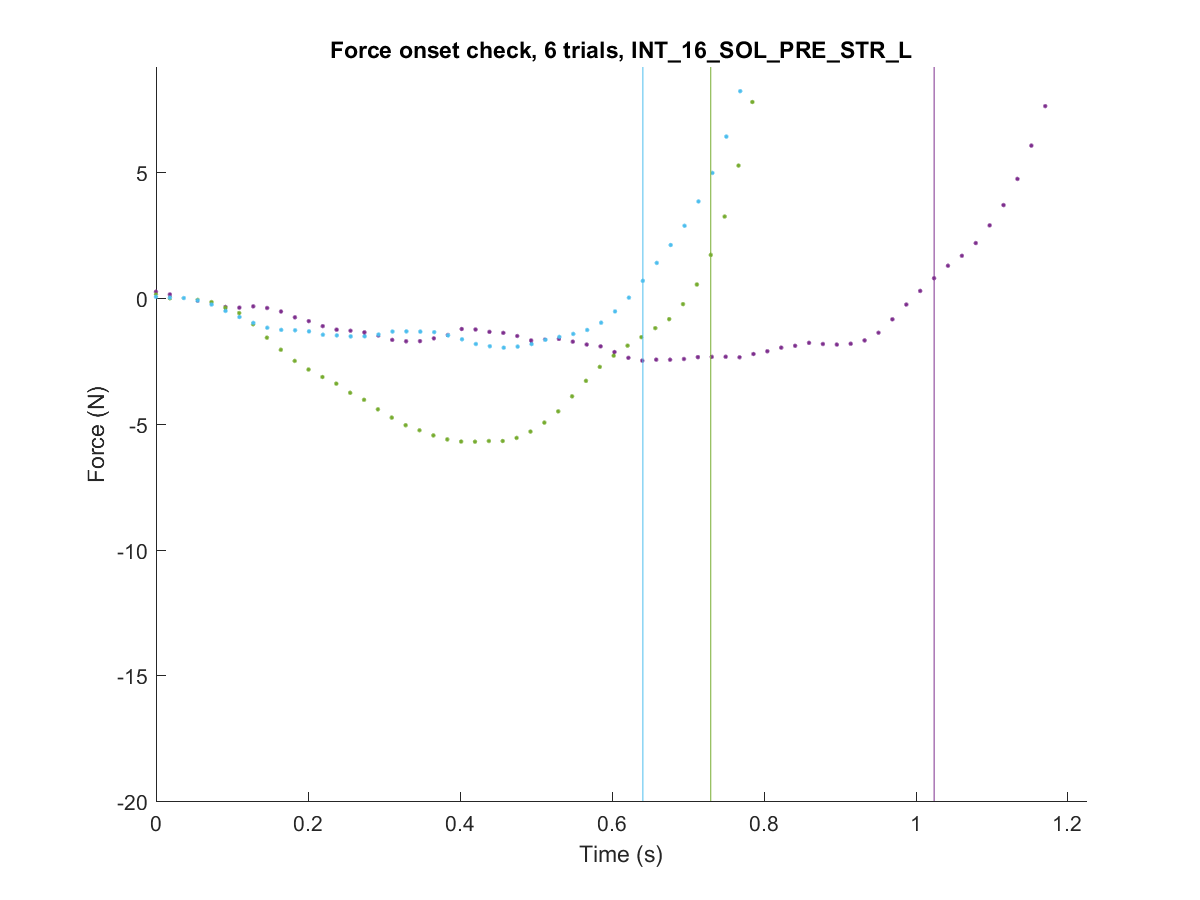 Force onset check, 6 trials, INT_16_SOL_PRE_STR_L
5
0
-5
-10
-15
-20
Force (N)
0 0.2 0.4 0.6 0.8 1 1.2
Time (s)